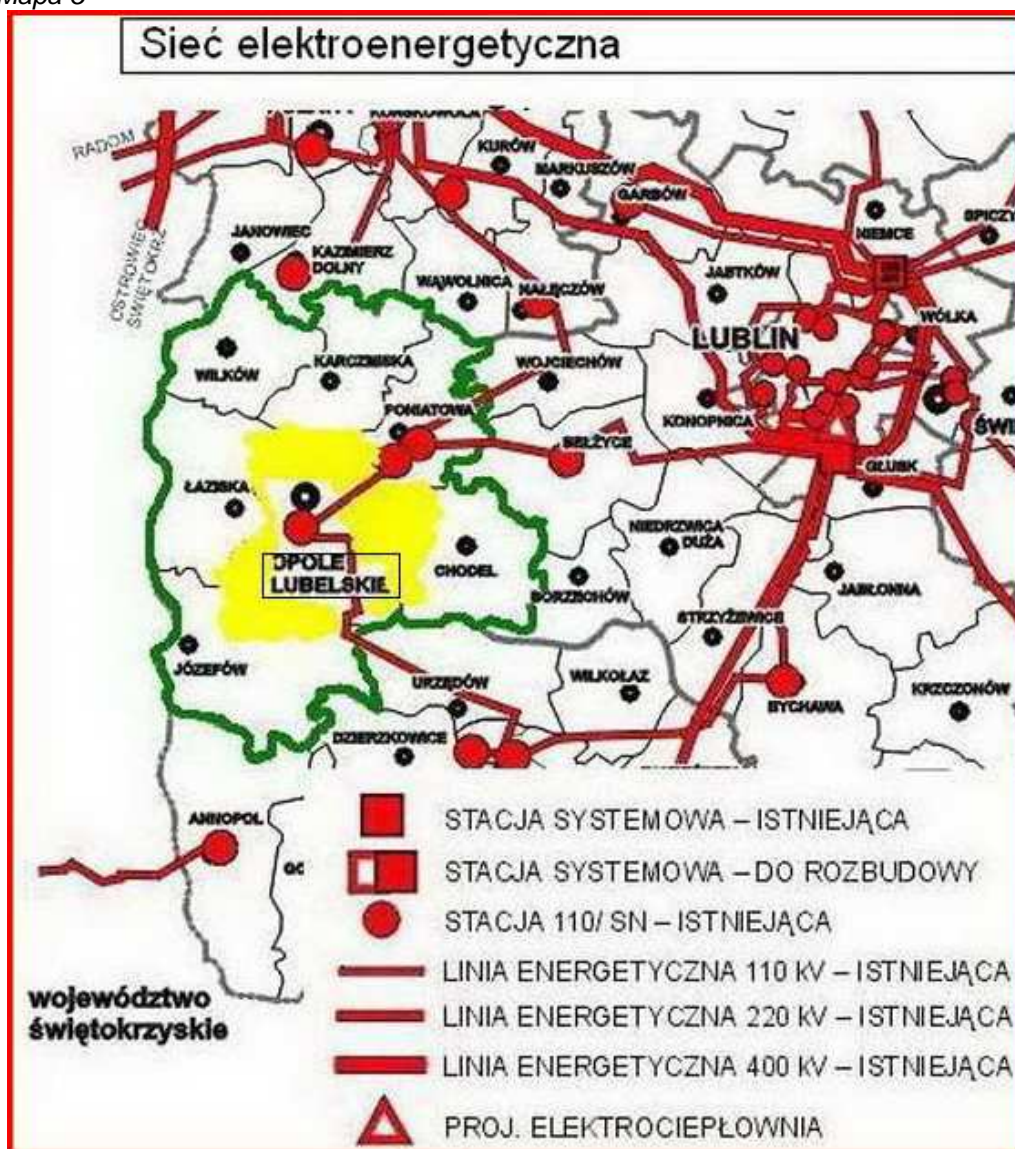 Sieć elektroenergetyczna
RADOM
KURÓW
MARKUSZÓW
GARBÓW
NIEMCE
JANOWIEC
KAZIMIERZ
DOLNY
OSTROWIEC
ŚWIĘTOKRZ
WĄWOLNICA
NAŁĘCZÓW
JASTKÓW
WÓLKA
LUBLIN
WILKÓW
KARCZMISKA
WOJCIECHÓW
PONIATOWA
KONOPNICA
BEŁŻYCE
GŁUSK
ŁAZISKA
NIEDRZWICA
DUŻA
OPOLE
LUBELSKIE
CHODEL
BORZECHÓW
JABŁONNA
STRZYŻEWICE
JÓZEFÓW
URZĘDÓW
WILKOŁAZ
BYCHAWA
KRZCZONÓW
DZIERZKOWICE
ANNOPOL
STACJA SYSTEMOWA – ISTNIEJĄCA
STACJA SYSTEMOWA – DO ROZBUDOWY
STACJA 110/ SN – ISTNIEJĄCA
LINIA ENERGETYCZNA 110 kV – ISTNIEJĄCA
LINIA ENERGETYCZNA 220 kV – ISTNIEJĄCA
LINIA ENERGETYCZNA 400 kV – ISTNIEJĄCA
PROJ. ELEKTROCIEPŁOWNIA
województwo
świętokrzyskie